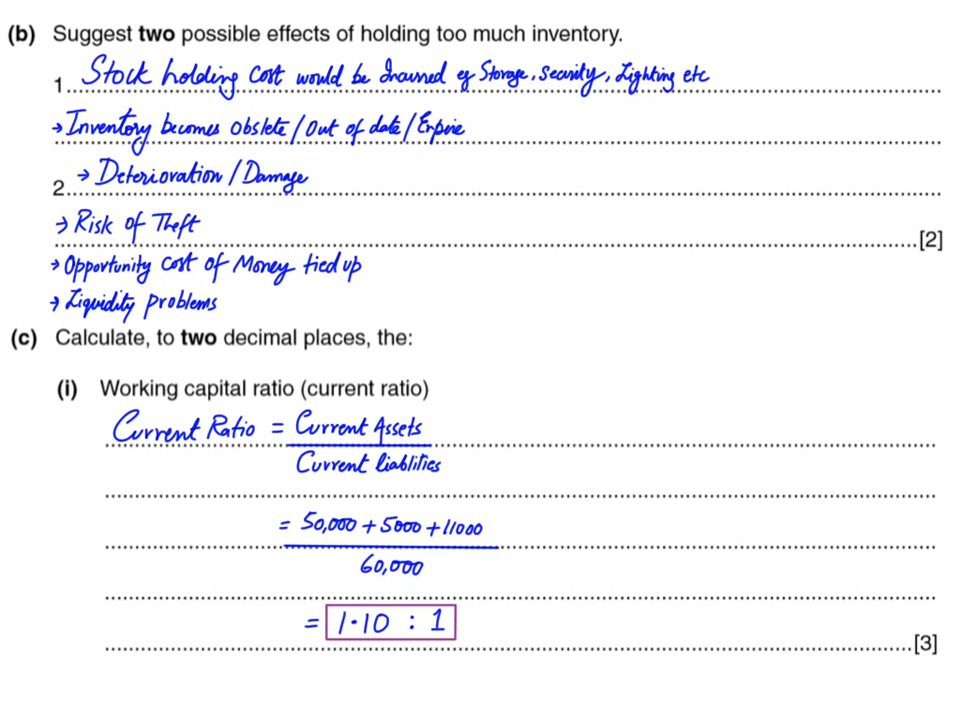 (b) Suggest two possible effects of holding too much inventory.
1 Stock holding cost would be incurred eg Storage, Security, Lighting etc
→ Inventory becomes Obslete / Out of date / Expire
2 → Deterioration / Damage
→ Risk of Theft
[2]
→ Opportunity cost of Money tied up
→ Liquidity problems
(c) Calculate, to two decimal places, the:
(i) Working capital ratio (current ratio)
Current Ratio = Current Assets
Current liablities
= 50,000 + 5000 + 11000
60,000
= 1·10 : 1
[3]